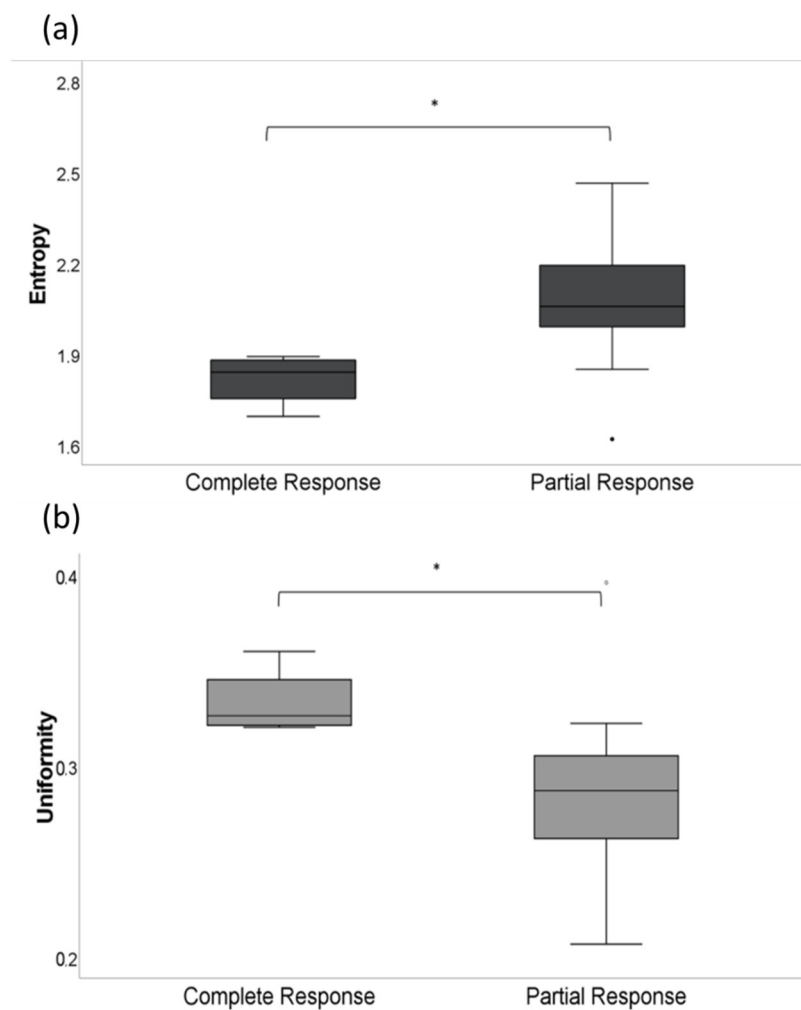 (a)
2.8
*
2.5
2.2
1.9
1.6
Entropy
Complete Response Partial Response
(b)
0.4
*
0.3
0.2
Uniformity
Complete Response Partial Response